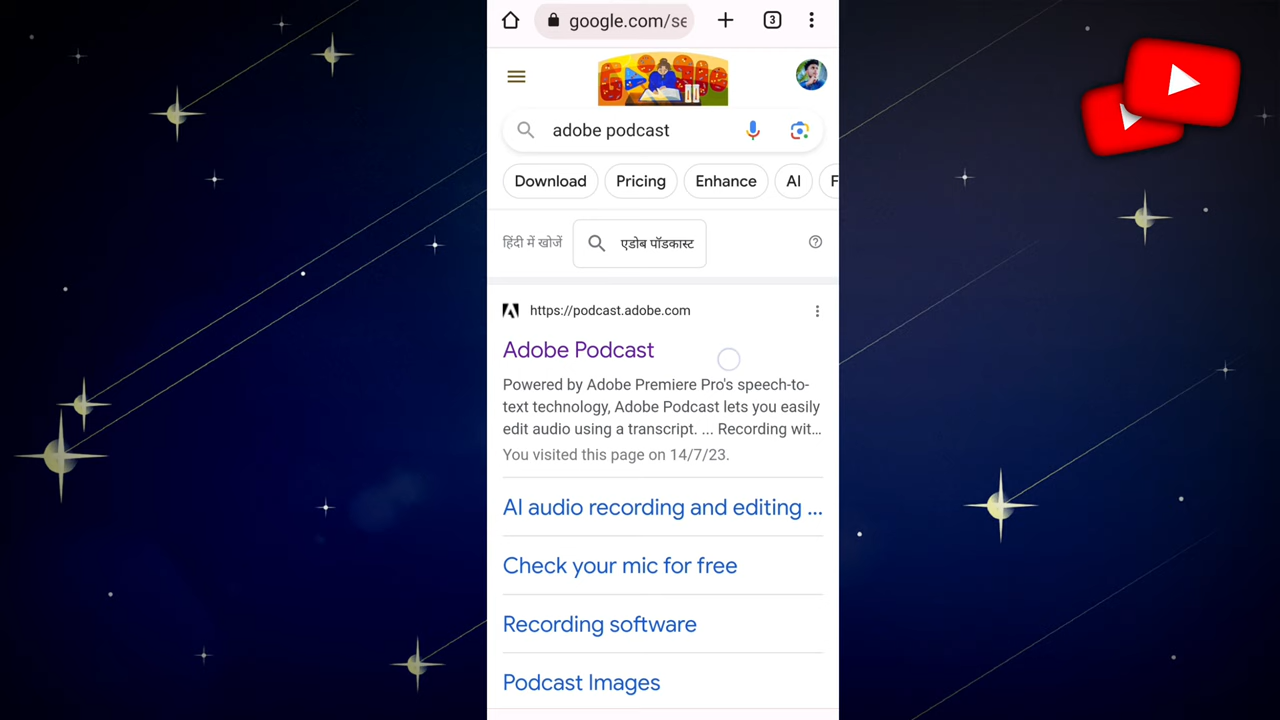 google.com/se
3
Google
adobe podcast
Download
Pricing
Enhance
AI
F
हिंदी में खोजें
एडोब पॉडकास्ट
https://podcast.adobe.com
Adobe Podcast
Powered by Adobe Premiere Pro's speech-to-
text technology, Adobe Podcast lets you easily
edit audio using a transcript. ... Recording wit...
You visited this page on 14/7/23.
AI audio recording and editing ...
Check your mic for free
Recording software
Podcast Images